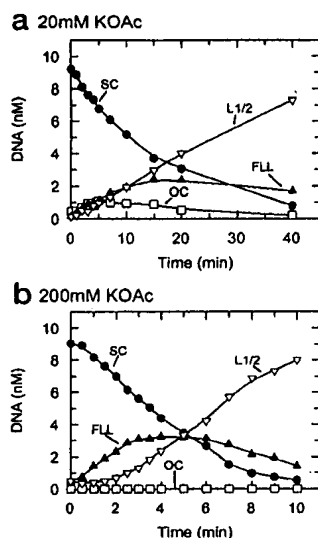 a 20mM KOAc
DNA (nM)
10
8
6
4
2
0
SC
L1/2
FLL
OC
0 10 20 30 40
Time (min)
b 200mM KOAc
DNA (nM)
10
8
6
4
2
0
SC
L1/2
FLL
OC
0 2 4 6 8 10
Time (min)